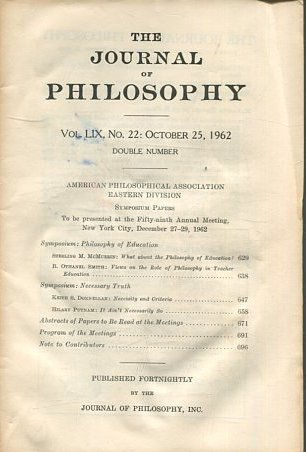 THE
JOURNAL
OF
PHILOSOPHY
VOL. LIX, NO. 22: OCTOBER 25, 1962
DOUBLE NUMBER
AMERICAN PHILOSOPHICAL ASSOCIATION
EASTERN DIVISION
SYMPOSIUM PAPERS
To be presented at the Fifty-ninth Annual Meeting,
New York City, December 27-29, 1962
Symposium: Philosophy of Education
STERLING M. MCMURRIN: What about the Philosophy of Education? 629
B. OTHANEL SMITH: Views on the Role of Philosophy in Teacher
Education 638
Symposium: Necessary Truth
KEITH S. DONNELLAN: Necessity and Criteria 647
HILARY PUTNAM: It Ain't Necessarily So 658
Abstracts of Papers to Be Read at the Meetings 671
Program of the Meetings 691
Note to Contributors 696
PUBLISHED FORTNIGHTLY
BY THE
JOURNAL OF PHILOSOPHY, INC.